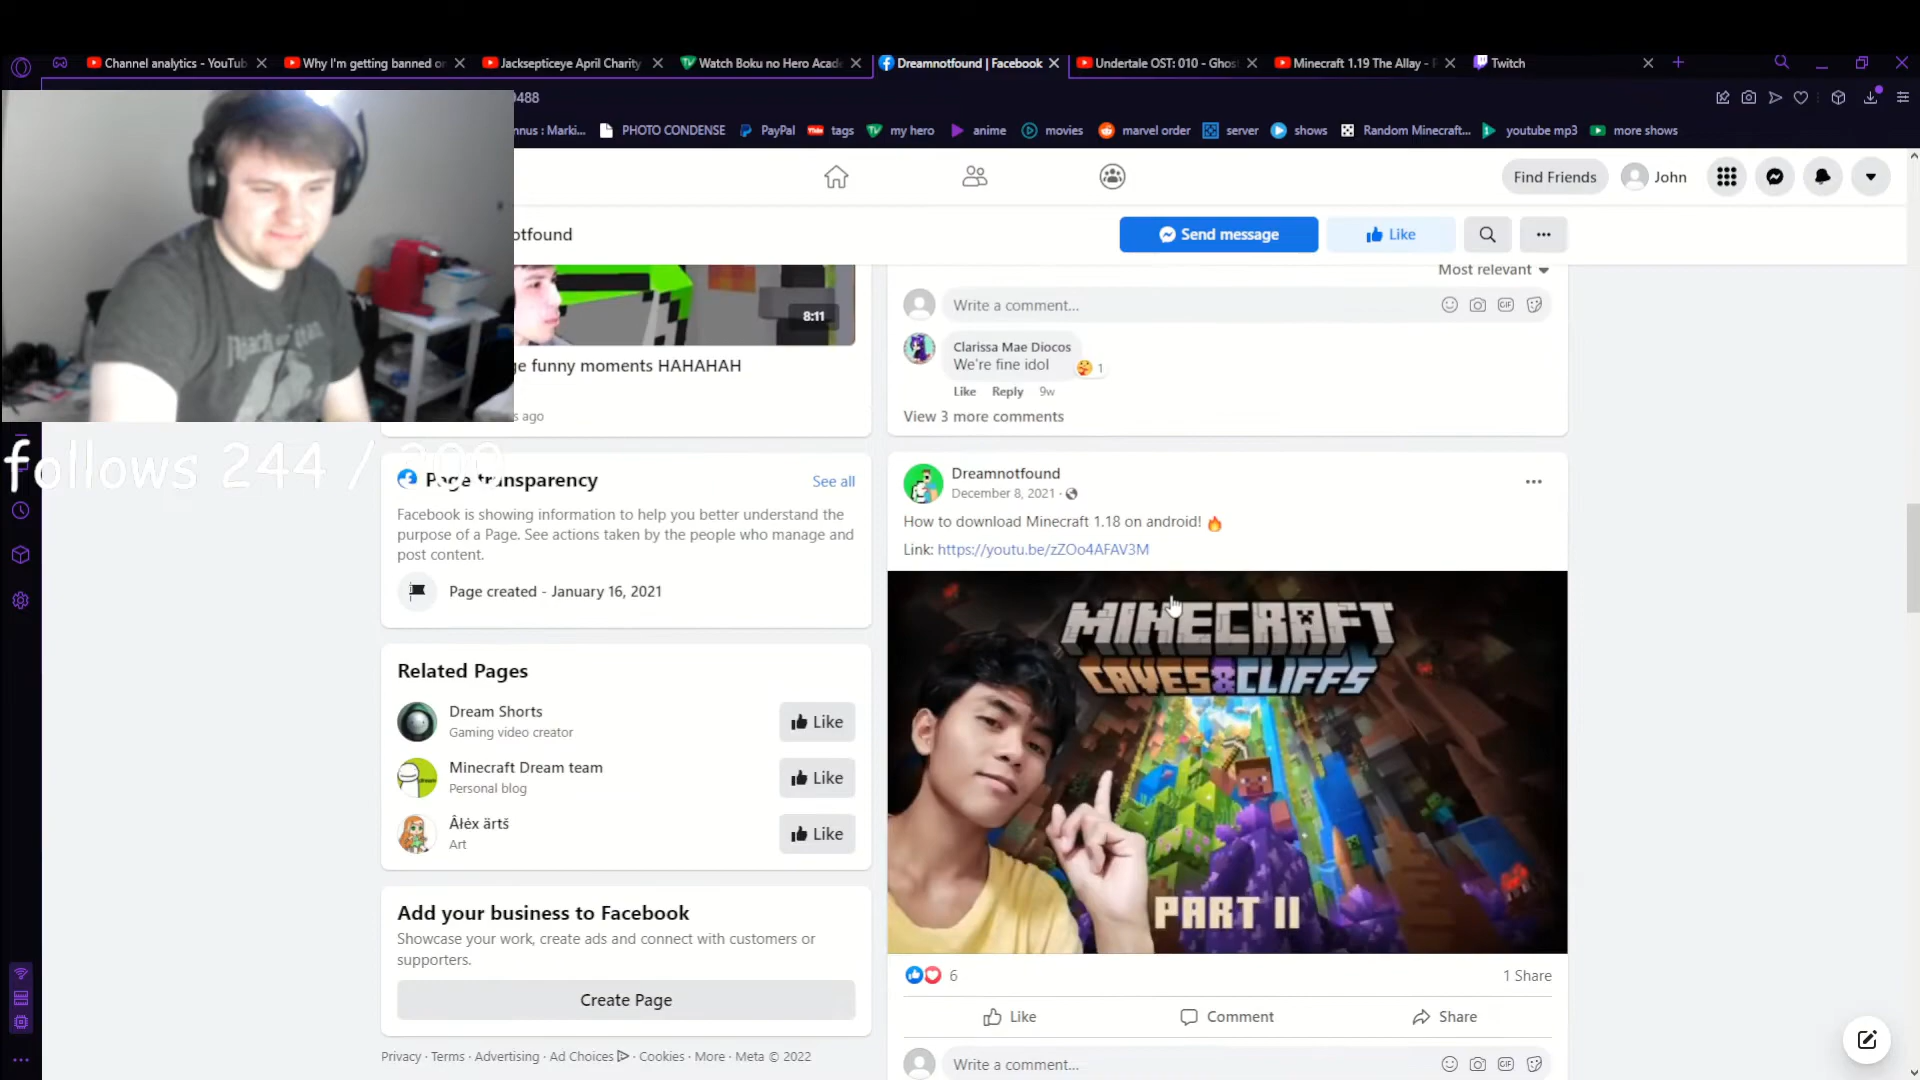 Channel analytics - YouTub
Why I'm getting banned or
Jacksepticeye April Charity
Watch Boku no Hero Acade
Dreamnotfound | Facebook
Undertale OST: 010 - Ghos
Minecraft 1.19 The Allay -
Twitch
0488
nnus : Marki...
PHOTO CONDENSE
PayPal
tags
my hero
anime
movies
marvel order
server
shows
Random Minecraft...
youtube mp3
more shows
Find Friends
John
otfound
Send message
Like
...
8:11
ge funny moments HAHAHAH
s ago
Most relevant
Write a comment...
GIF
Clarissa Mae Diocos
We're fine idol
1
Like Reply 9w
View 3 more comments
follows 244 /
Page transparency
See all
Facebook is showing information to help you better understand the
purpose of a Page. See actions taken by the people who manage and
post content.
Page created - January 16, 2021
Related Pages
Dream Shorts
Gaming video creator
Like
Minecraft Dream team
Personal blog
Like
Âłéx ärtš
Art
Like
Add your business to Facebook
Showcase your work, create ads and connect with customers or
supporters.
Create Page
Privacy · Terms · Advertising · Ad Choices · Cookies · More · Meta © 2022
Dreamnotfound
December 8, 2021 ·
How to download Minecraft 1.18 on android! 🔥
Link: https://youtu.be/zZOo4AFAV3M
MINECRAFT
CAVES & CLIFFS
PART II
6
1 Share
Like
Comment
Share
Write a comment...
GIF